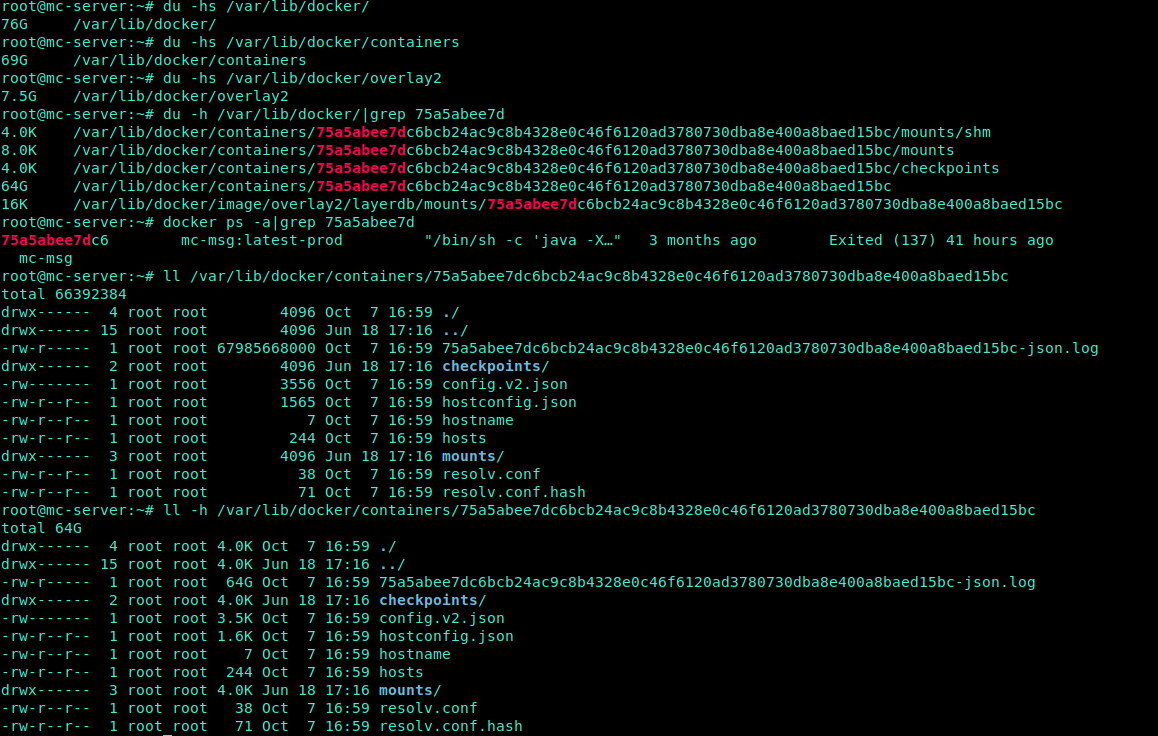 root@mc-server:~# du -hs /var/lib/docker/
76G     /var/lib/docker/
root@mc-server:~# du -hs /var/lib/docker/containers
69G     /var/lib/docker/containers
root@mc-server:~# du -hs /var/lib/docker/overlay2
7.5G    /var/lib/docker/overlay2
root@mc-server:~# du -h /var/lib/docker/|grep 75a5abee7d
4.0K    /var/lib/docker/containers/75a5abee7dc6bcb24ac9c8b4328e0c46f6120ad3780730dba8e400a8baed15bc/mounts/shm
8.0K    /var/lib/docker/containers/75a5abee7dc6bcb24ac9c8b4328e0c46f6120ad3780730dba8e400a8baed15bc/mounts
4.0K    /var/lib/docker/containers/75a5abee7dc6bcb24ac9c8b4328e0c46f6120ad3780730dba8e400a8baed15bc/checkpoints
64G     /var/lib/docker/containers/75a5abee7dc6bcb24ac9c8b4328e0c46f6120ad3780730dba8e400a8baed15bc
16K     /var/lib/docker/image/overlay2/layerdb/mounts/75a5abee7dc6bcb24ac9c8b4328e0c46f6120ad3780730dba8e400a8baed15bc
root@mc-server:~# docker ps -a|grep 75a5abee7d
75a5abee7dc6        mc-msg:latest-prod         "/bin/sh -c 'java -X…"   3 months ago        Exited (137) 41 hours ago
  mc-msg
root@mc-server:~# ll /var/lib/docker/containers/75a5abee7dc6bcb24ac9c8b4328e0c46f6120ad3780730dba8e400a8baed15bc
total 66392384
drwx------  4 root root        4096 Oct  7 16:59 ./
drwx------ 15 root root        4096 Jun 18 17:16 ../
-rw-r-----  1 root root 67985668000 Oct  7 16:59 75a5abee7dc6bcb24ac9c8b4328e0c46f6120ad3780730dba8e400a8baed15bc-json.log
drwx------  2 root root        4096 Jun 18 17:16 checkpoints/
-rw-------  1 root root        3556 Oct  7 16:59 config.v2.json
-rw-r--r--  1 root root        1565 Oct  7 16:59 hostconfig.json
-rw-r--r--  1 root root           7 Oct  7 16:59 hostname
-rw-r--r--  1 root root         244 Oct  7 16:59 hosts
drwx------  3 root root        4096 Jun 18 17:16 mounts/
-rw-r--r--  1 root root          38 Oct  7 16:59 resolv.conf
-rw-r--r--  1 root root          71 Oct  7 16:59 resolv.conf.hash
root@mc-server:~# ll -h /var/lib/docker/containers/75a5abee7dc6bcb24ac9c8b4328e0c46f6120ad3780730dba8e400a8baed15bc
total 64G
drwx------  4 root root 4.0K Oct  7 16:59 ./
drwx------ 15 root root 4.0K Jun 18 17:16 ../
-rw-r-----  1 root root  64G Oct  7 16:59 75a5abee7dc6bcb24ac9c8b4328e0c46f6120ad3780730dba8e400a8baed15bc-json.log
drwx------  2 root root 4.0K Jun 18 17:16 checkpoints/
-rw-------  1 root root 3.5K Oct  7 16:59 config.v2.json
-rw-r--r--  1 root root 1.6K Oct  7 16:59 hostconfig.json
-rw-r--r--  1 root root    7 Oct  7 16:59 hostname
-rw-r--r--  1 root root  244 Oct  7 16:59 hosts
drwx------  3 root root 4.0K Jun 18 17:16 mounts/
-rw-r--r--  1 root root   38 Oct  7 16:59 resolv.conf
-rw-r--r--  1 root root   71 Oct  7 16:59 resolv.conf.hash